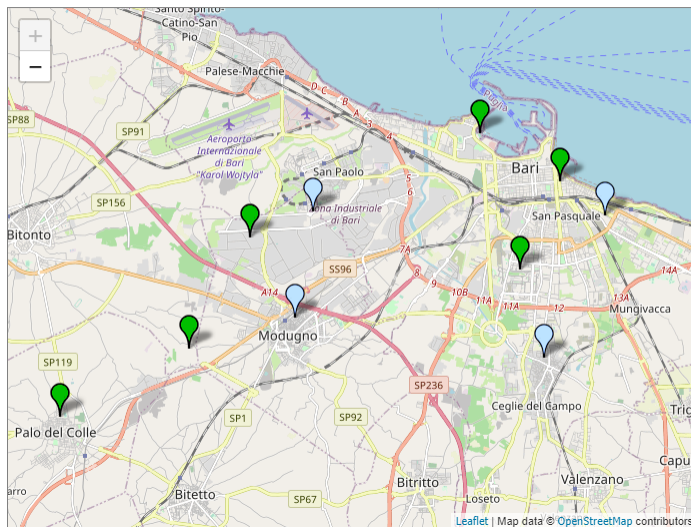 Santo Spirito-
Catino-San
Pio
Palese-Macchie
+
−
SP88
SP91
D C
B
A
3
4
Aeroporto
Internazionale
di Bari
"Karol Wojtyla"
Puglia
San Paolo
Bari
SP156
Zona Industriale
di Bari
San Pasquale
Bitonto
7A
SS96
8
9
14A
A14
10B
11A
11A
12
13A
Mungivacca
Modugno
SP119
SP236
Ceglie del Campo
SP1
SP92
Trig
Palo del Colle
Capu
Bitritto
Valenzano
arro
Bitetto
SP67
Loseto
Leaflet | Map data © OpenStreetMap contributors